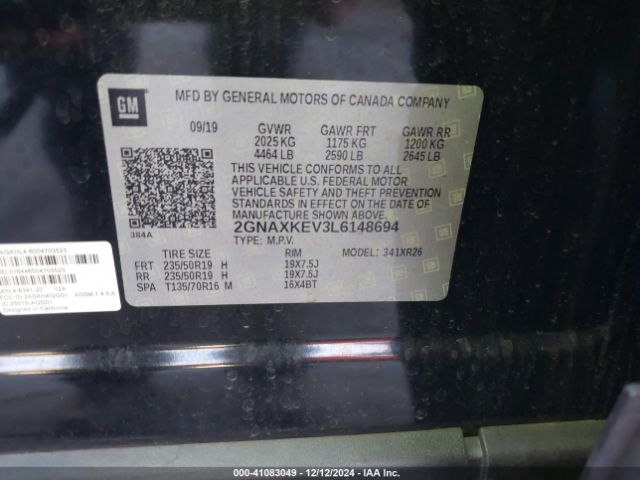 GM
MFD BY GENERAL MOTORS OF CANADA COMPANY
09/19 GVWR GAWR FRT GAWR RR
2025 KG 1175 KG 1200 KG
4464 LB 2590 LB 2645 LB
THIS VEHICLE CONFORMS TO ALL
APPLICABLE U.S. FEDERAL MOTOR
VEHICLE SAFETY AND THEFT PREVENTION
STANDARDS IN EFFECT ON THE DATE OF
MANUFACTURE SHOWN ABOVE.
384A
2GNAXKEV3L6148694
TYPE: M.P.V. MODEL: 341XR26
TIRE SIZE RIM
FRT 235/50R19 H 19X7.5J
RR 235/50R19 H 19X7.5J
SPA T135/70R16 M 16X4BT
Designed in California
000-41083049 - 12/12/2024 - IAA Inc.